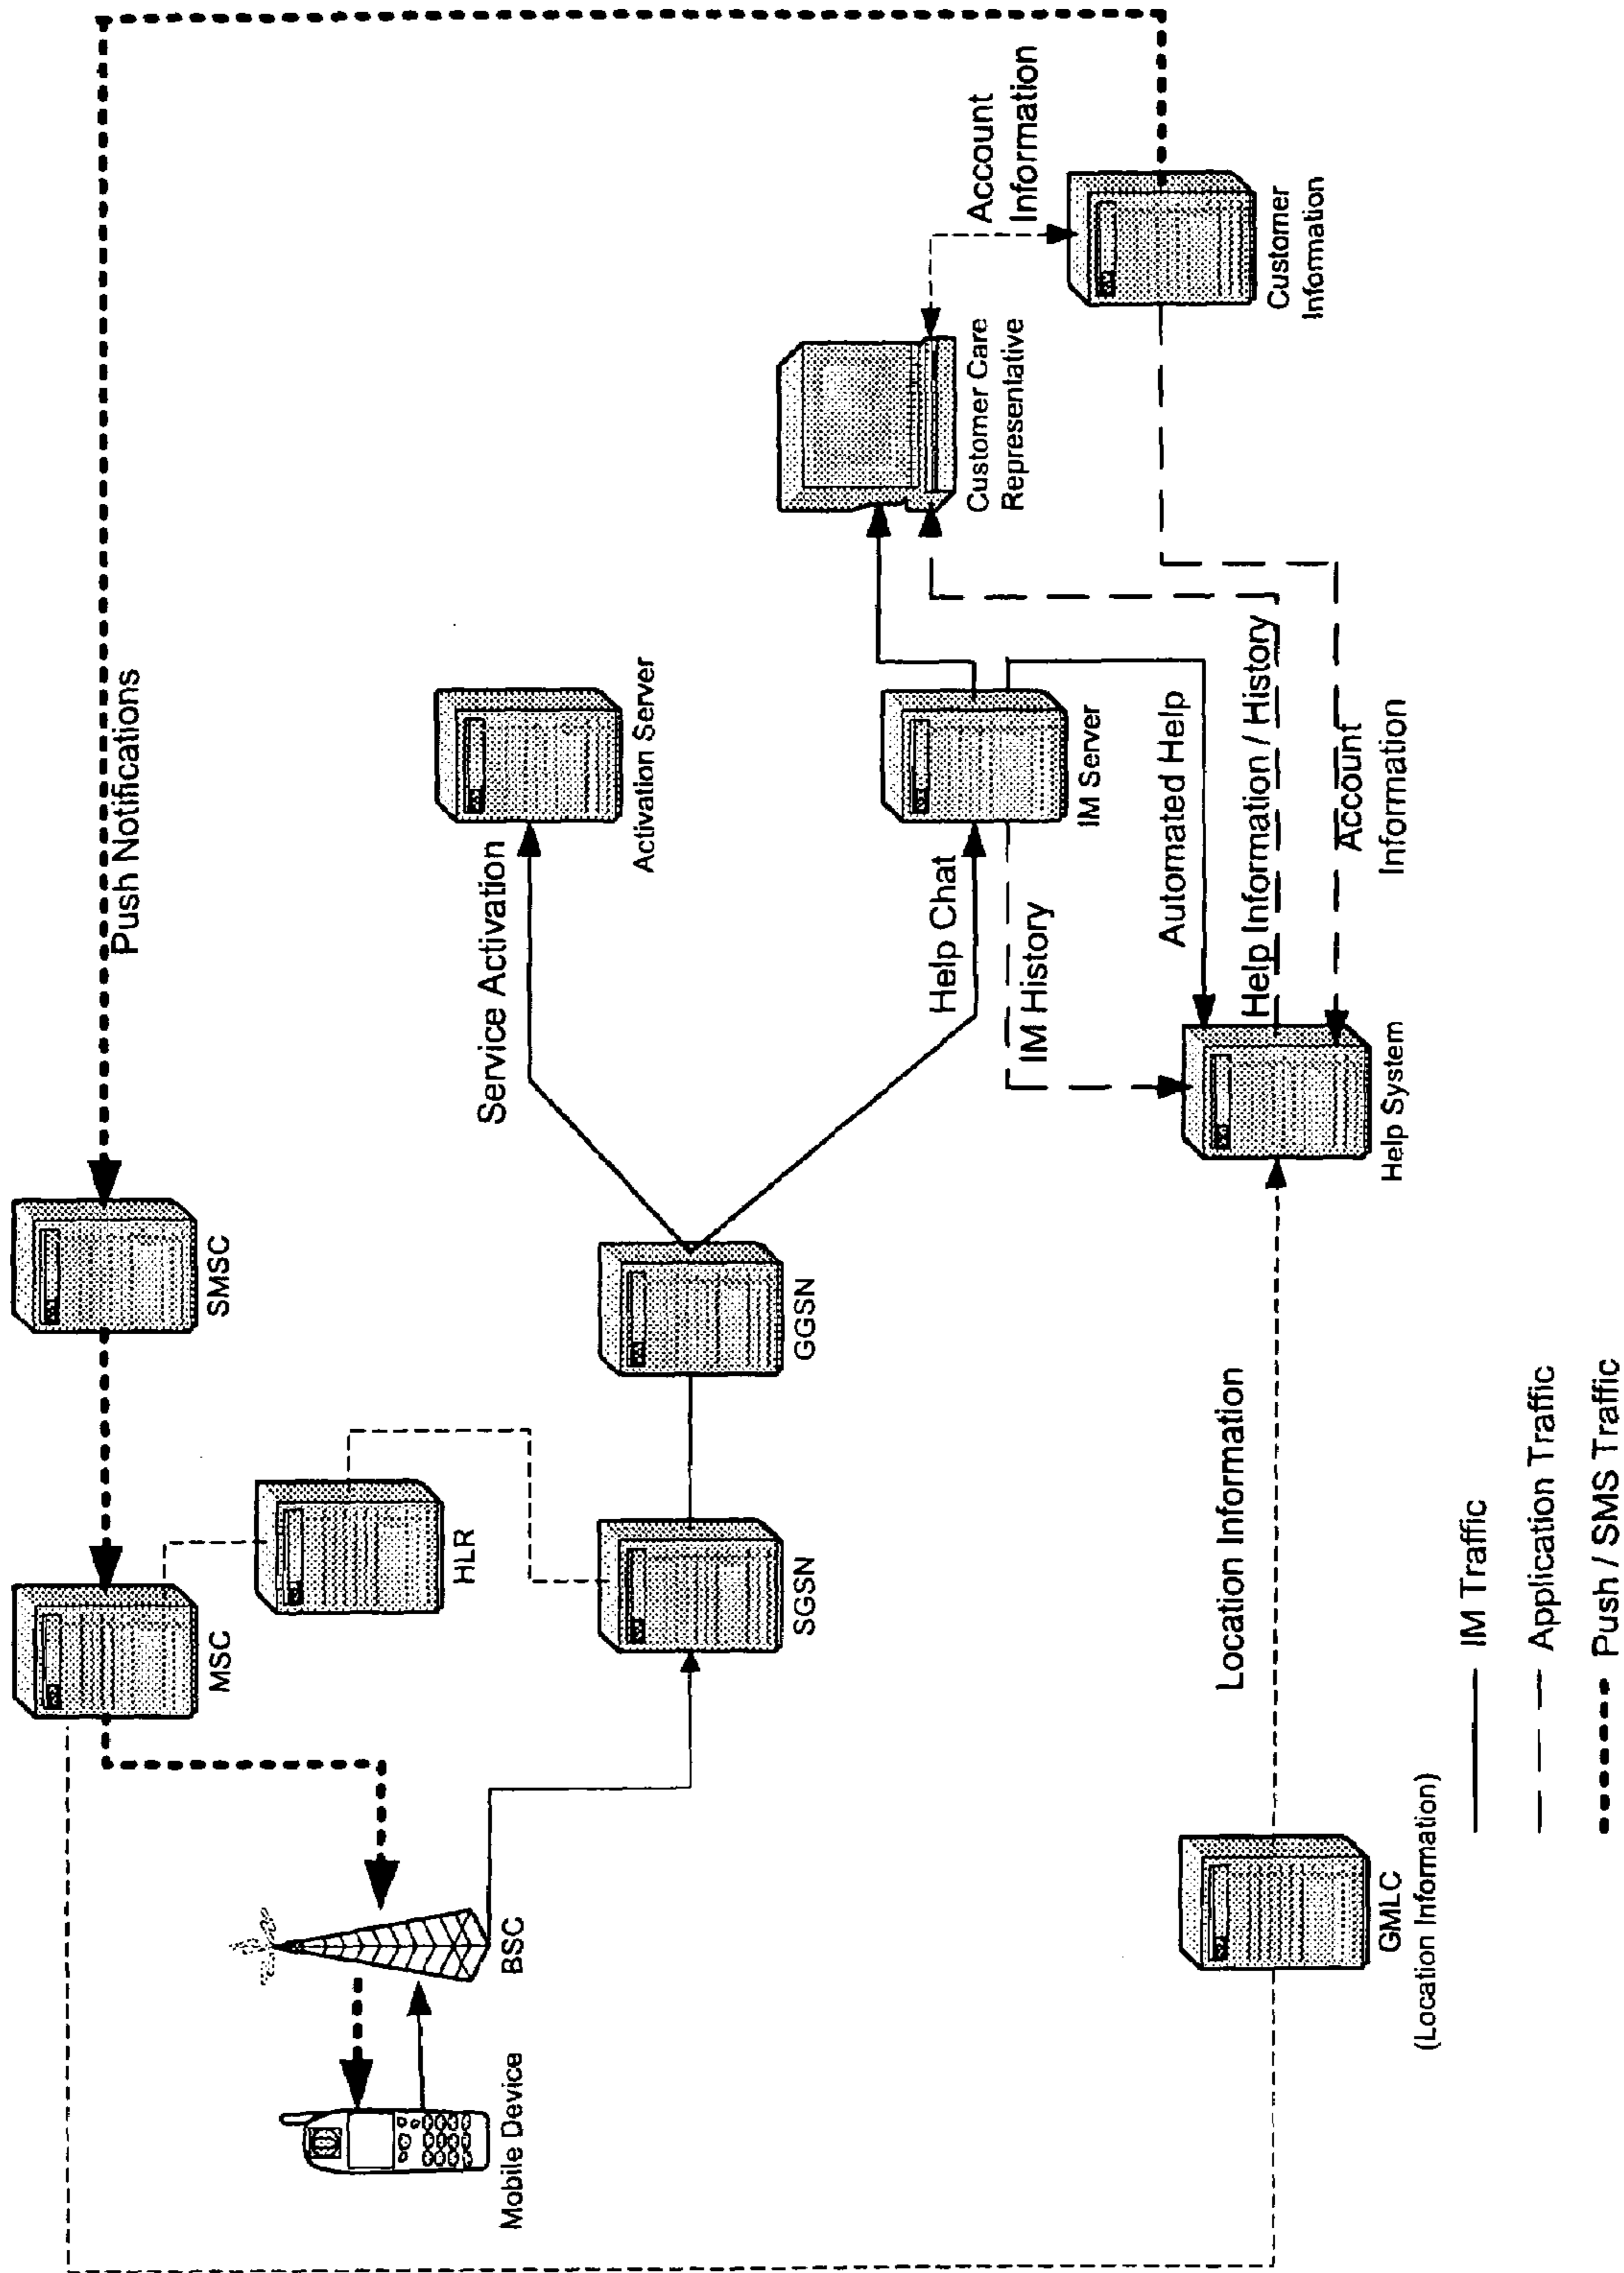 Push Notifications
SMSC
MSC
HLR
Service Activation
Activation Server
SGSN
GGSN
BSC
Mobile Device
Help Chat
IM History
IM Server
Customer Care
Representative
Account
Information
Customer
Information
Automated Help
Help Information / History
Account
Information
Help System
Location Information
GMLC
(Location Information)
IM Traffic
Application Traffic
Push / SMS Traffic